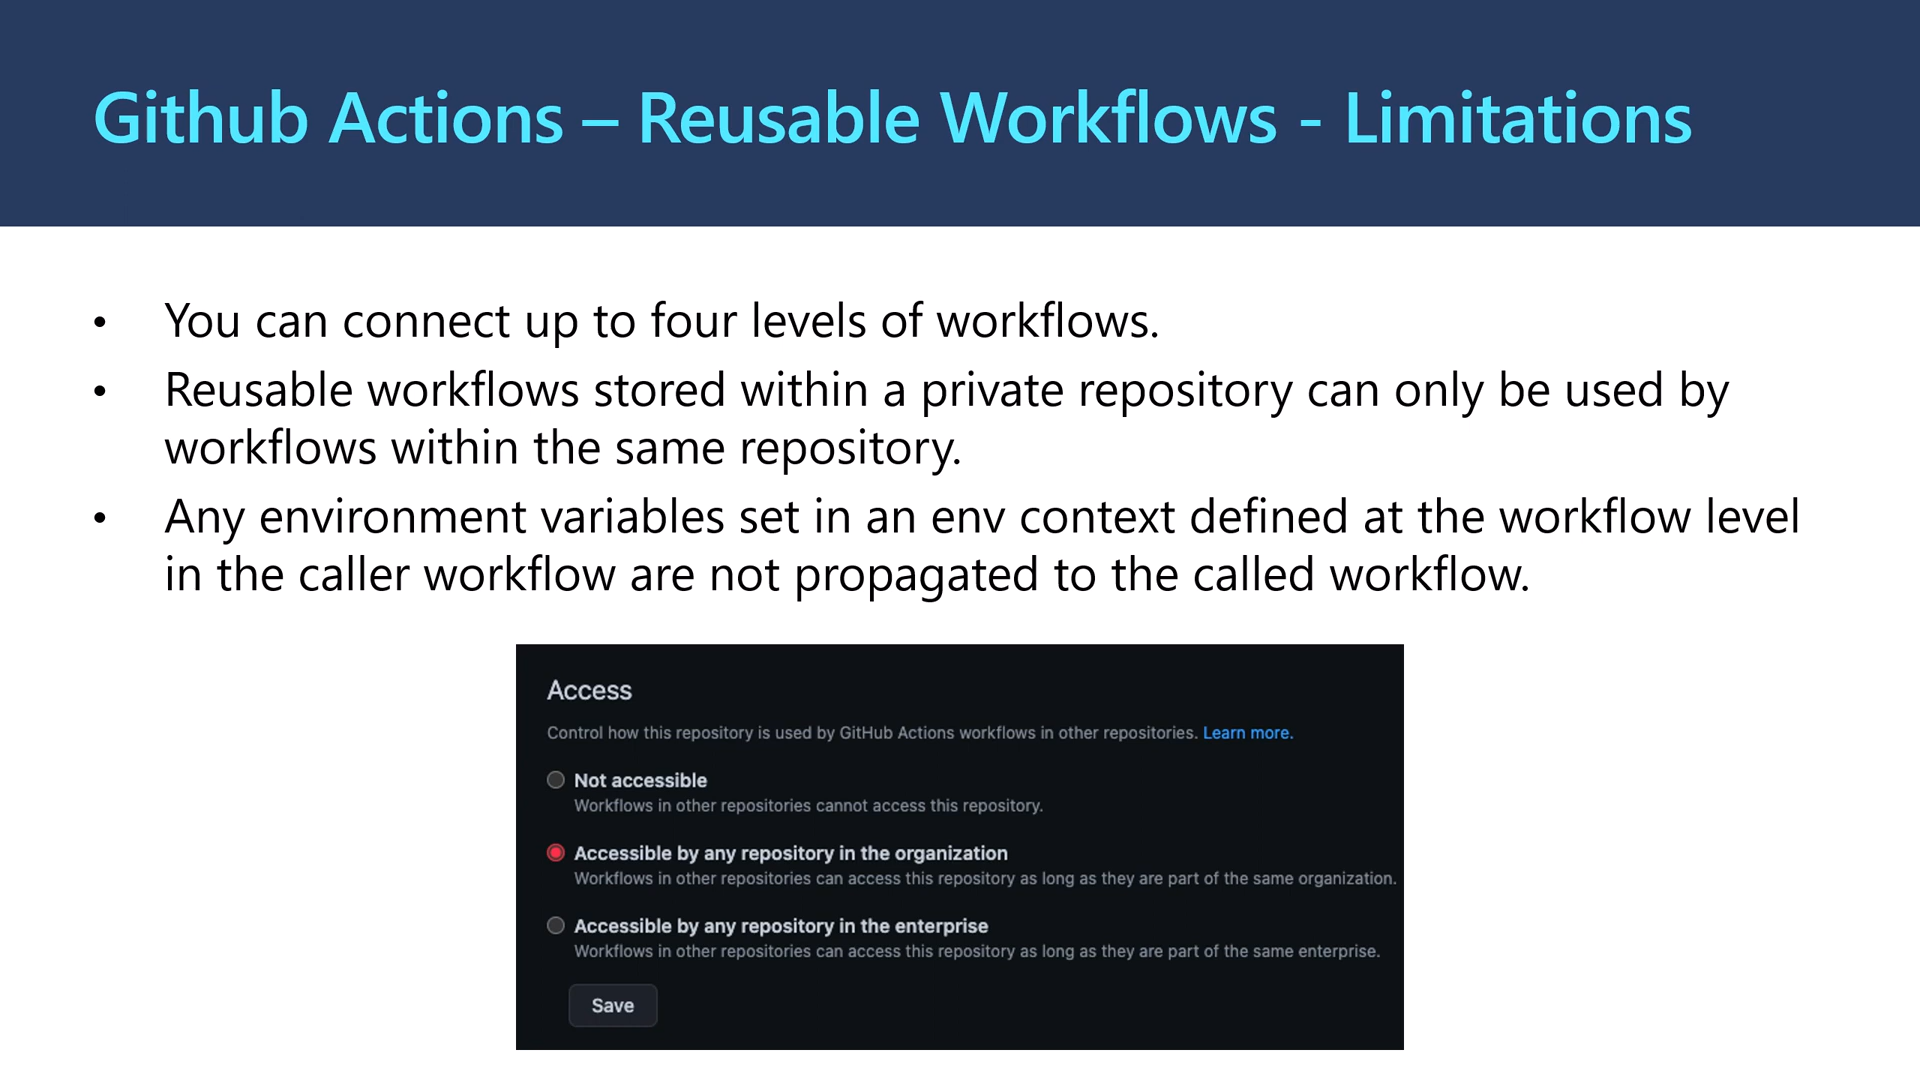 Github Actions – Reusable Workflows - Limitations
• You can connect up to four levels of workflows.
• Reusable workflows stored within a private repository can only be used by
workflows within the same repository.
• Any environment variables set in an env context defined at the workflow level
in the caller workflow are not propagated to the called workflow.
Access
Control how this repository is used by GitHub Actions workflows in other repositories. Learn more.
Not accessible
Workflows in other repositories cannot access this repository.
Accessible by any repository in the organization
Workflows in other repositories can access this repository as long as they are part of the same organization.
Accessible by any repository in the enterprise
Workflows in other repositories can access this repository as long as they are part of the same enterprise.
Save